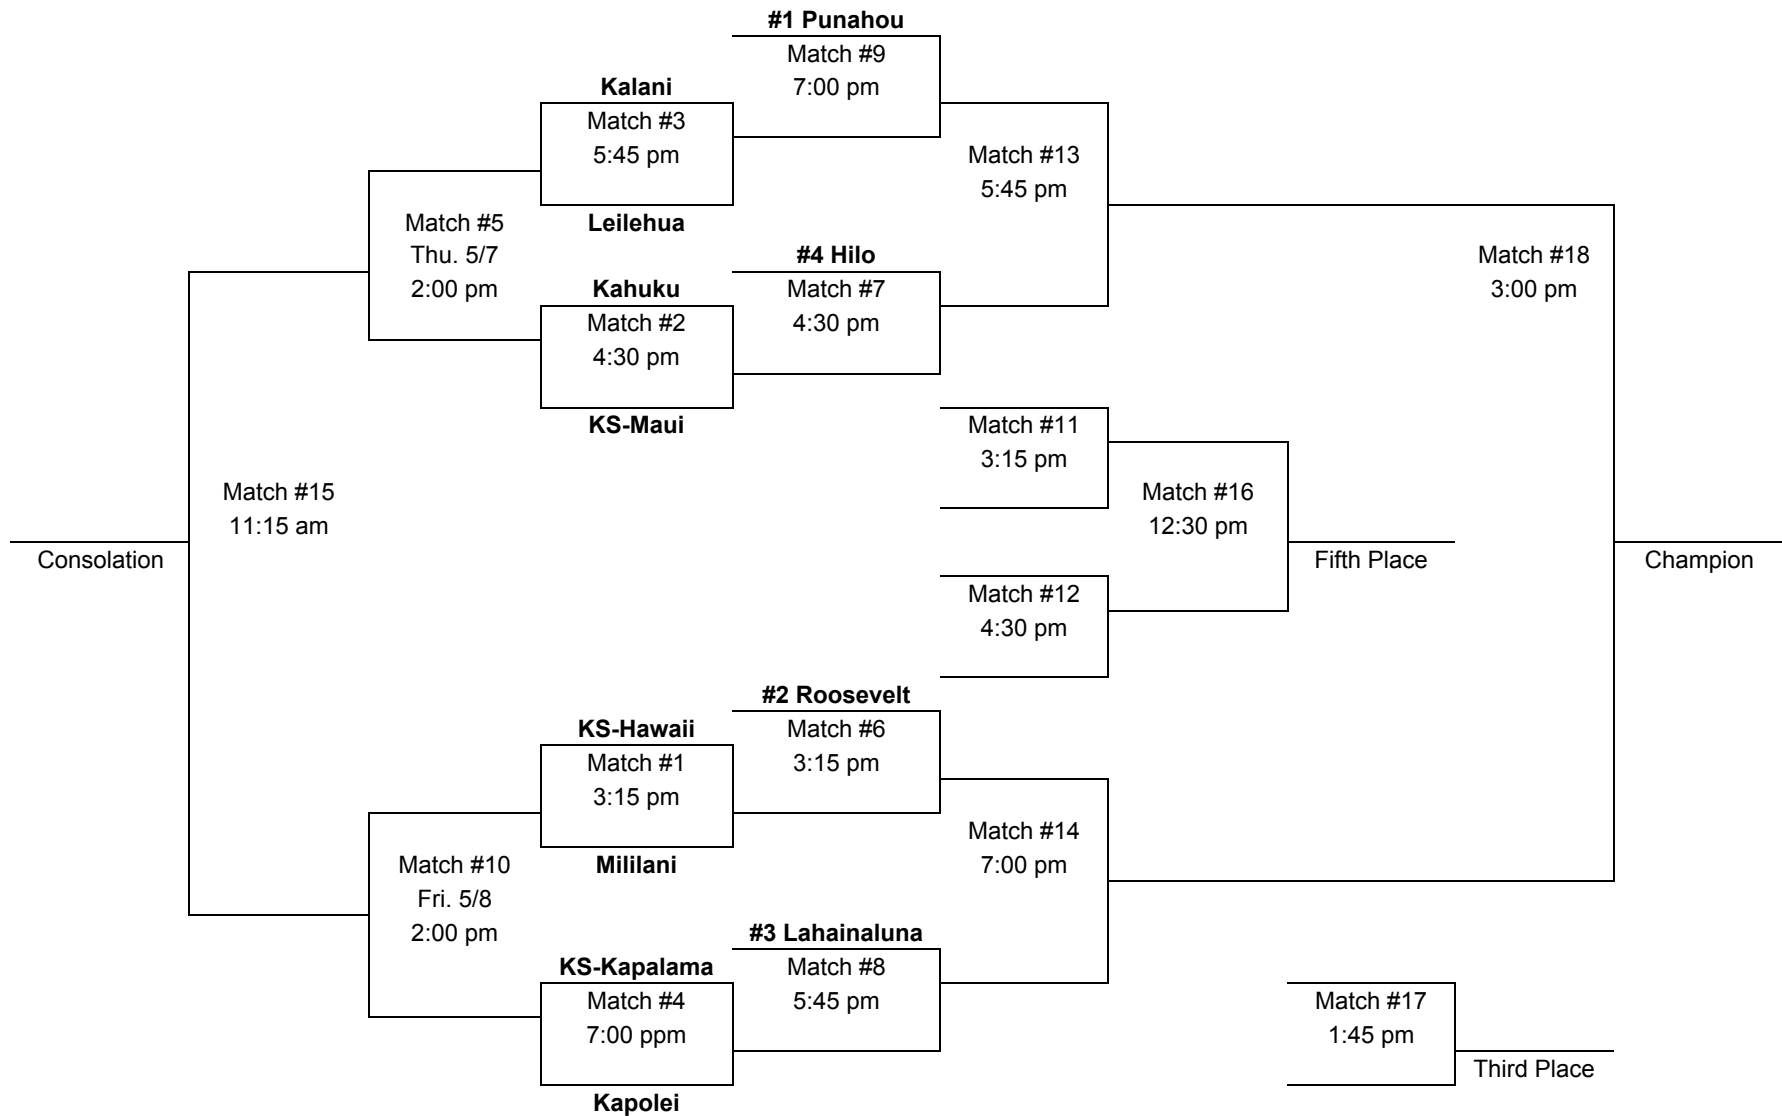 #1 Punahou
Match #9
7:00 pm
Kalani
Match #3
5:45 pm
Leilehua
Match #13
5:45 pm
Match #5
Thu. 5/7
2:00 pm
#4 Hilo
Match #7
4:30 pm
Kahuku
Match #2
4:30 pm
KS-Maui
Match #18
3:00 pm
Match #11
3:15 pm
Match #15
11:15 am
Match #16
12:30 pm
Consolation
Fifth Place
Champion
Match #12
4:30 pm
#2 Roosevelt
Match #6
3:15 pm
KS-Hawaii
Match #1
3:15 pm
Mililani
Match #14
7:00 pm
Match #10
Fri. 5/8
2:00 pm
#3 Lahainaluna
Match #8
5:45 pm
KS-Kapalama
Match #4
7:00 ppm
Kapolei
Match #17
1:45 pm
Third Place